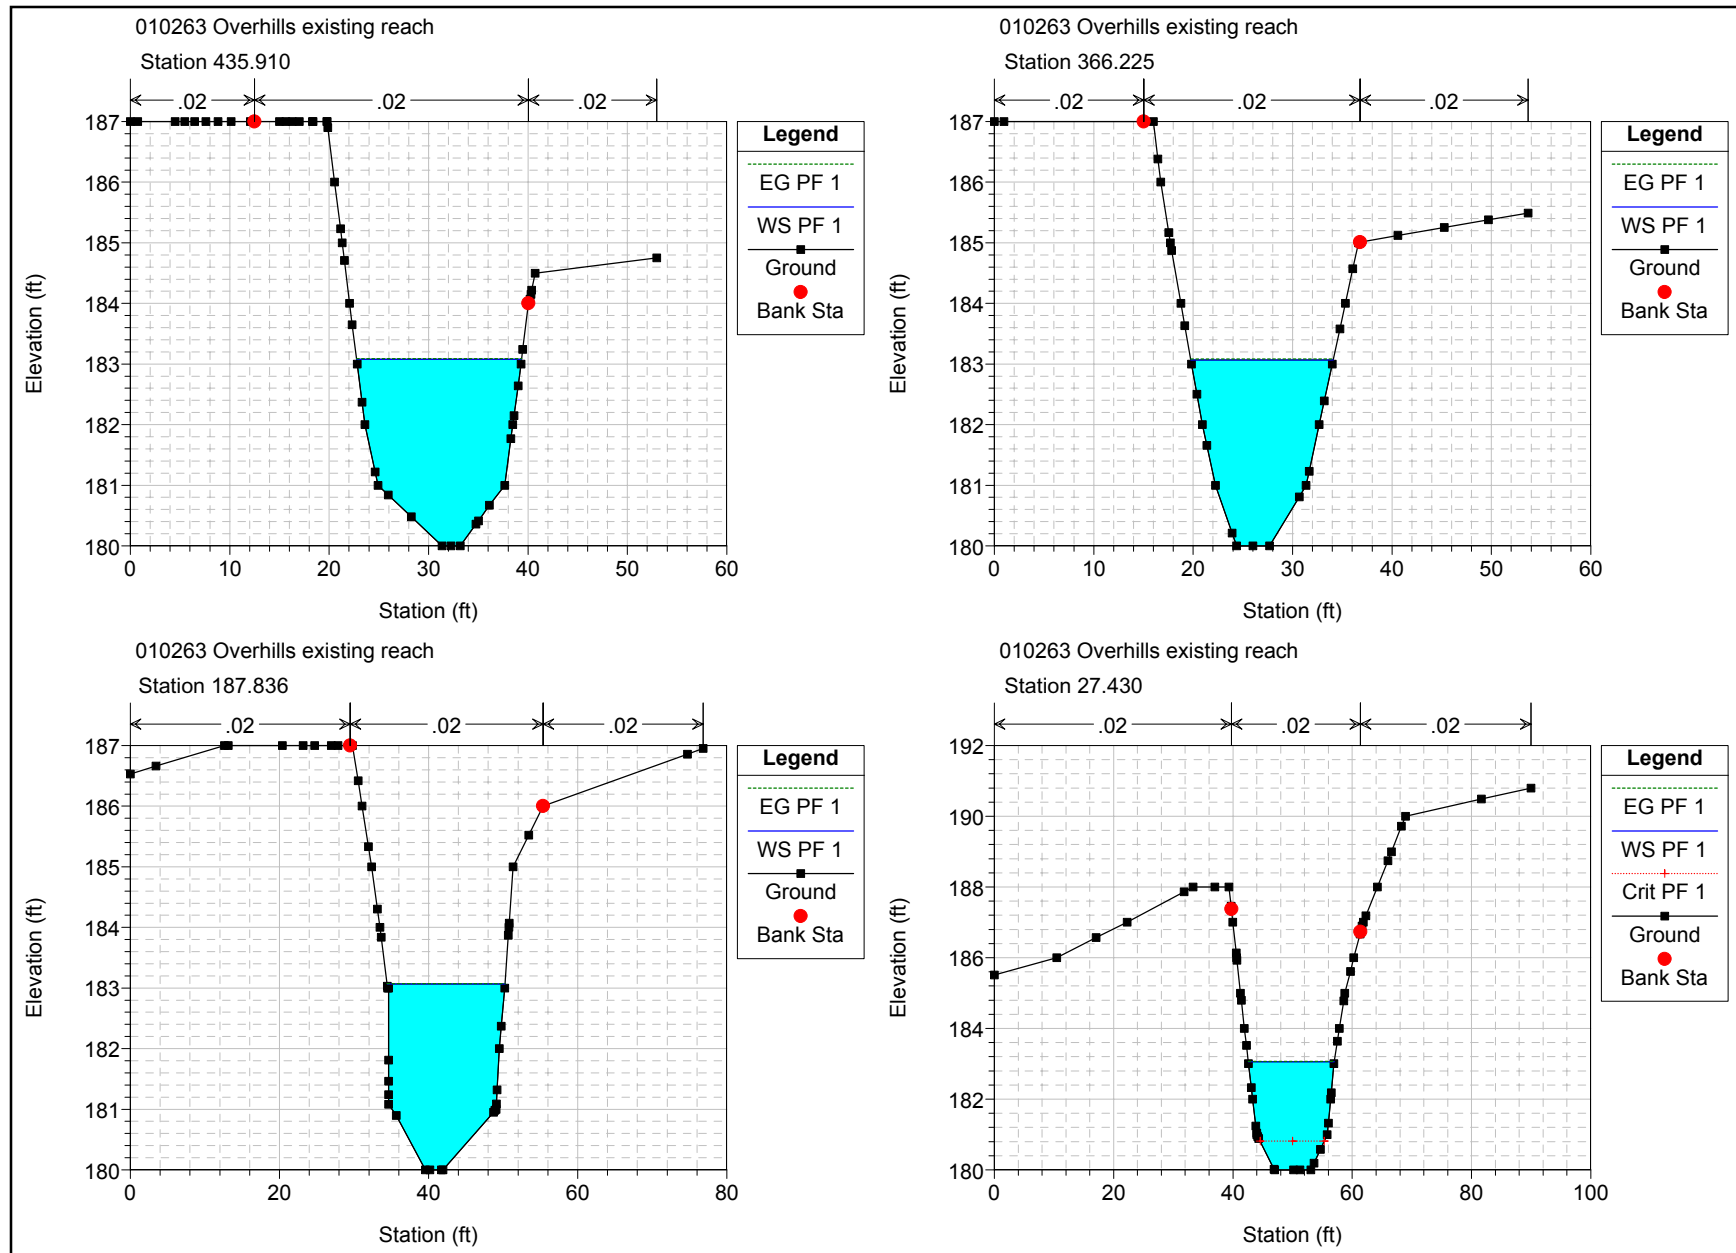 010263 Overhills existing reach
Station 435.910
.02 .02 .02
187
186
185
184
183
182
181
180
0 10 20 30 40 50 60
Elevation (ft)
Station (ft)
Legend
EG PF 1
WS PF 1
Ground
Bank Sta
010263 Overhills existing reach
Station 366.225
.02 .02 .02
187
186
185
184
183
182
181
180
0 10 20 30 40 50 60
Elevation (ft)
Station (ft)
Legend
EG PF 1
WS PF 1
Ground
Bank Sta
010263 Overhills existing reach
Station 187.836
.02 .02 .02
187
186
185
184
183
182
181
180
0 20 40 60 80
Elevation (ft)
Station (ft)
Legend
EG PF 1
WS PF 1
Ground
Bank Sta
010263 Overhills existing reach
Station 27.430
.02 .02 .02
192
190
188
186
184
182
180
0 20 40 60 80 100
Elevation (ft)
Station (ft)
Legend
EG PF 1
WS PF 1
Crit PF 1
Ground
Bank Sta